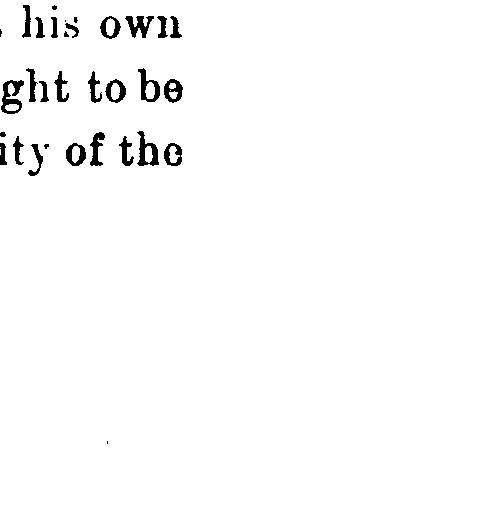 his own
ght to be
ity of the